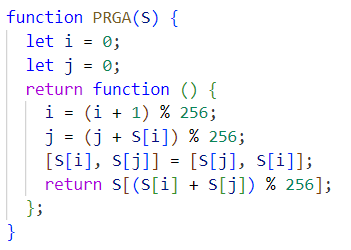 function PRGA(S) {
  let i = 0;
  let j = 0;
  return function () {
    i = (i + 1) % 256;
    j = (j + S[i]) % 256;
    [S[i], S[j]] = [S[j], S[i]];
    return S[(S[i] + S[j]) % 256];
  };
}